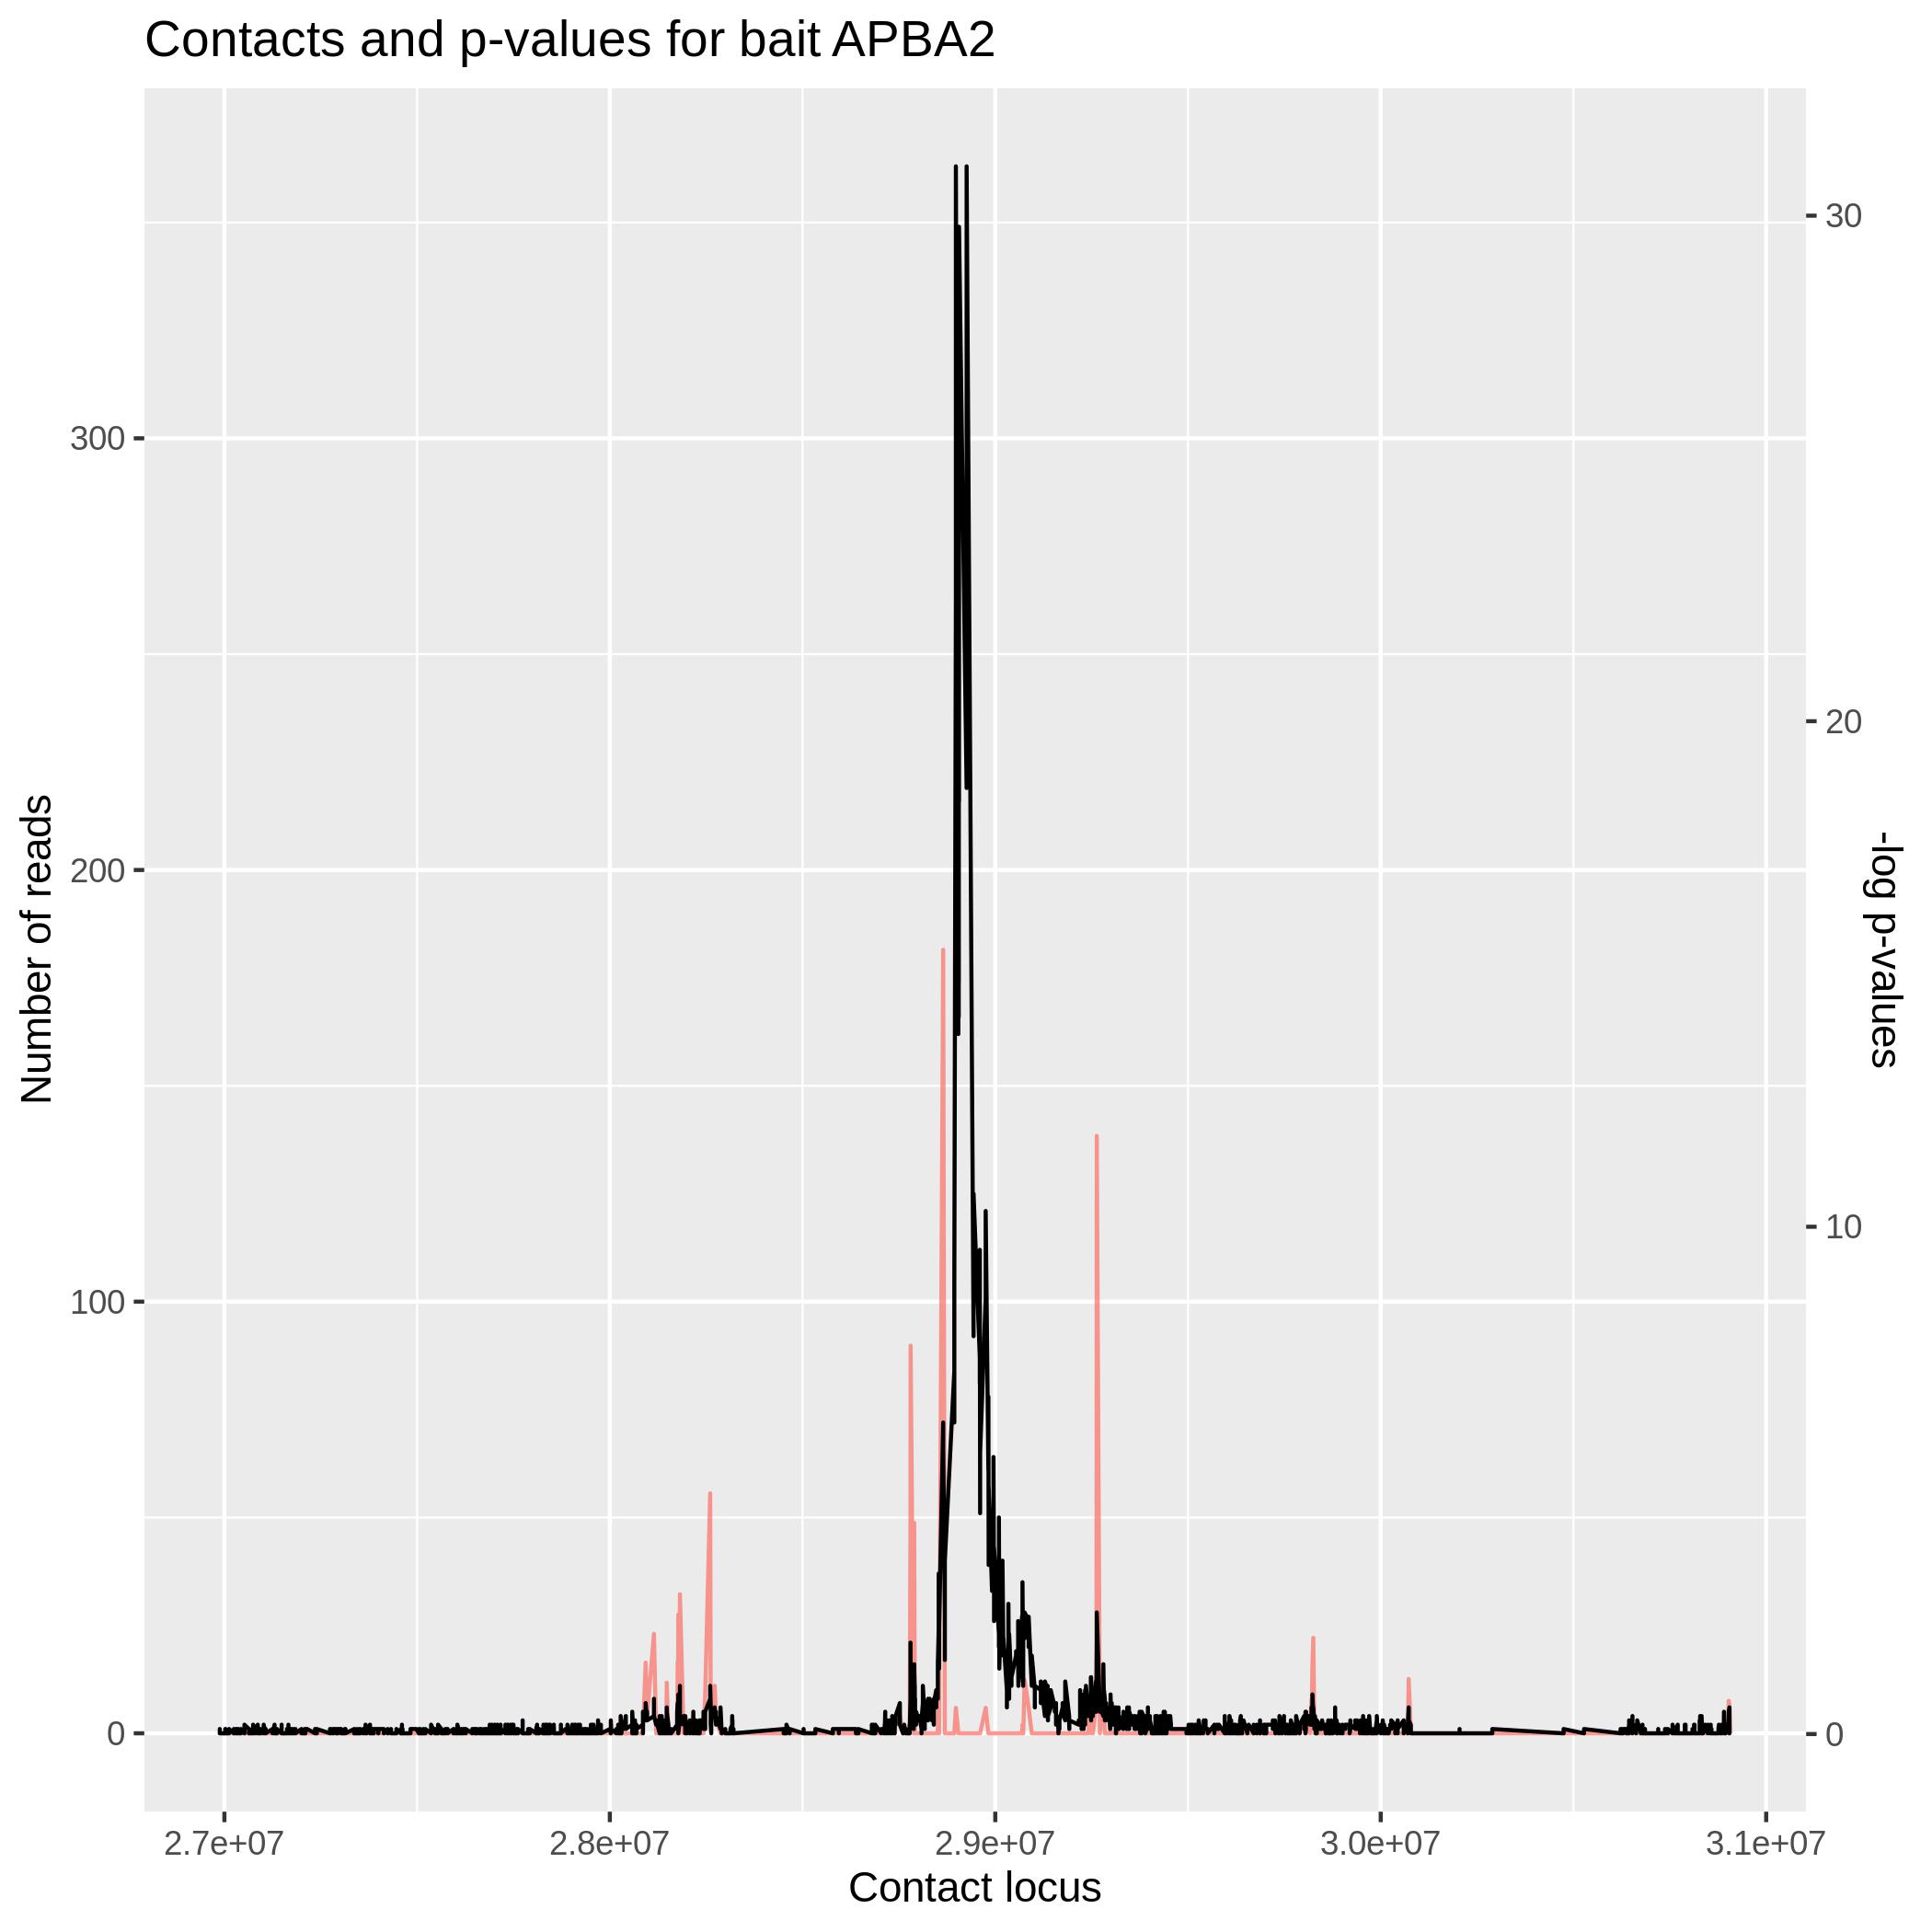 Contacts and p-values for bait APBA2
Number of reads
300
200
100
0
30
20
10
0
-log p-values
2.7e+07
2.8e+07
2.9e+07
3.0e+07
3.1e+07
Contact locus